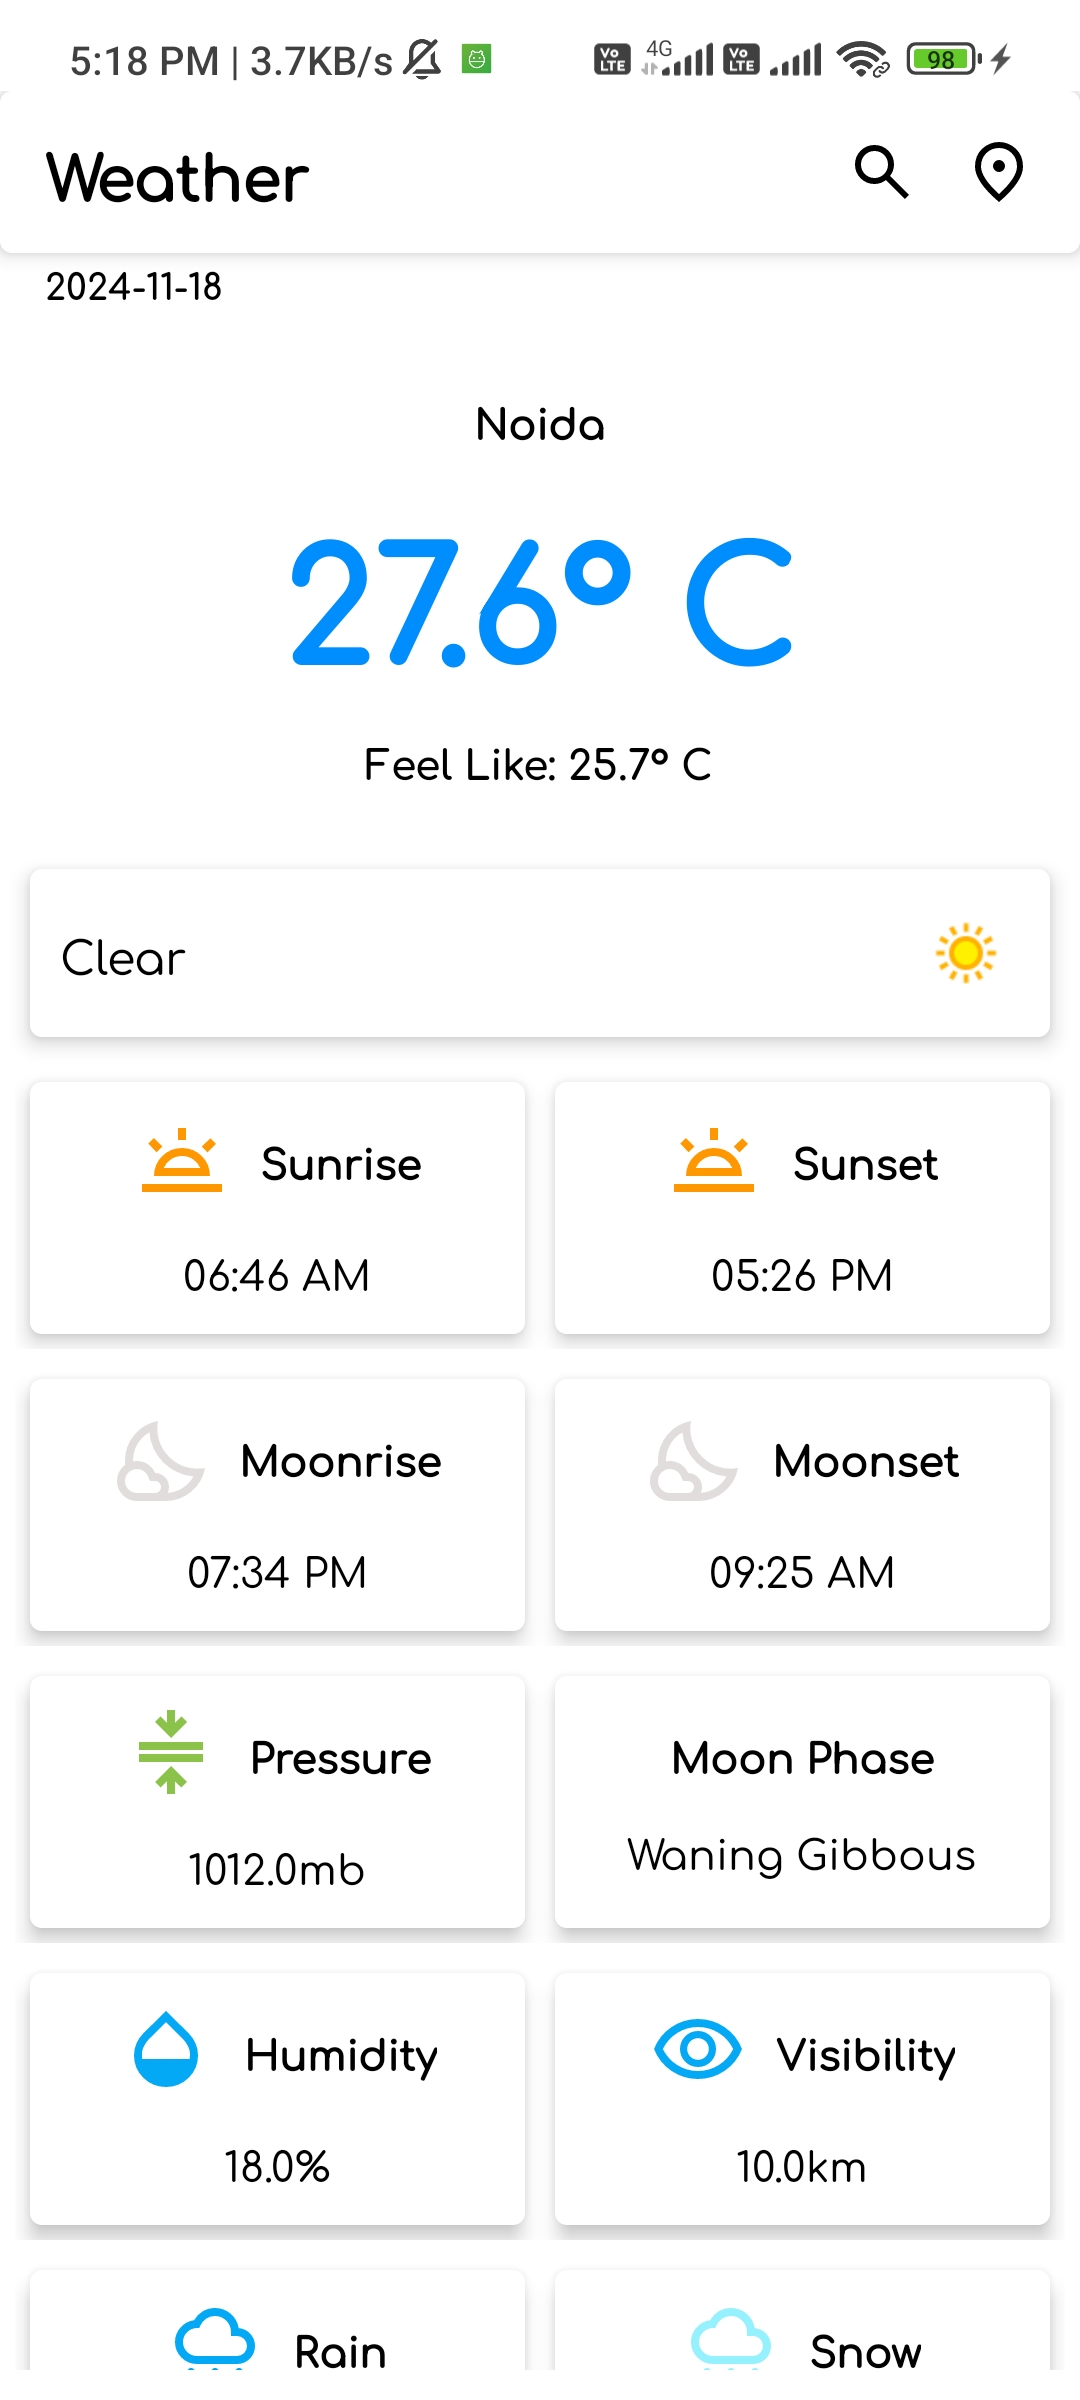 5:18 PM | 3.7KB/s
Vo LTE 4G Vo LTE 98
Weather
2024-11-18
Noida
27.6° C
Feel Like: 25.7° C
Clear
Sunrise Sunset
06:46 AM 05:26 PM
Moonrise Moonset
07:34 PM 09:25 AM
Pressure Moon Phase
1012.0mb Waning Gibbous
Humidity Visibility
18.0% 10.0km
Rain Snow